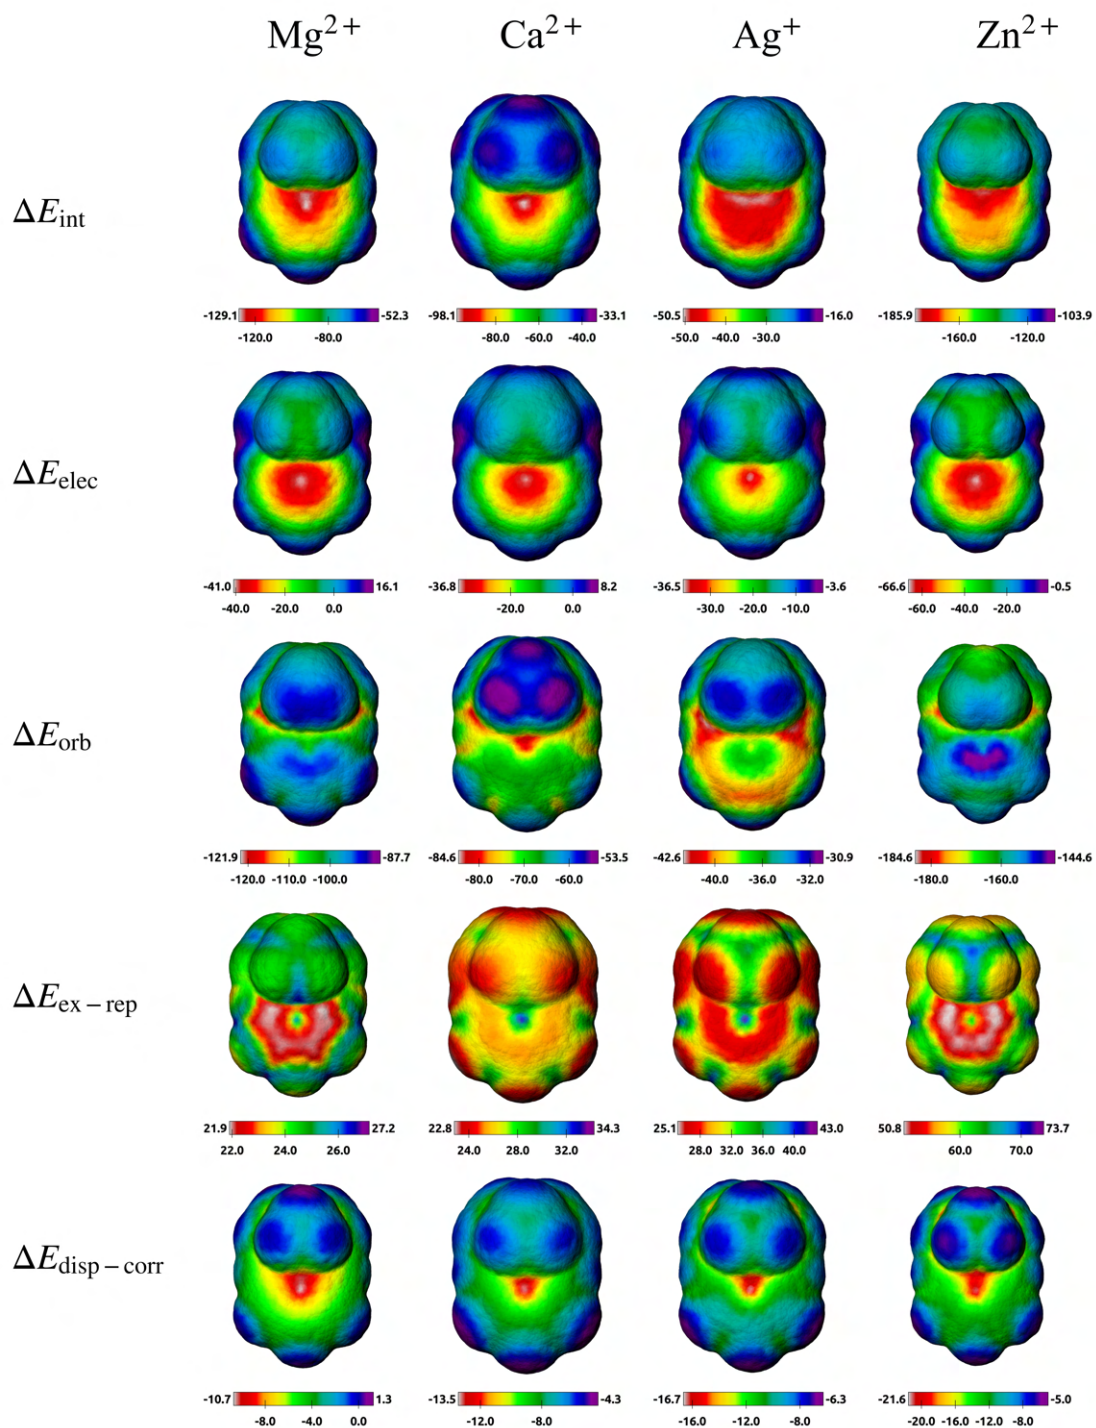 Mg²⁺ Ca²⁺ Ag⁺ Zn²⁺
ΔE_int
-129.1 -52.3 -98.1 -33.1 -50.5 -16.0 -185.9 -103.9
-120.0 -80.0 -80.0 -60.0 -40.0 -50.0 -40.0 -30.0 -160.0 -120.0
ΔE_elec
-41.0 16.1 -36.8 8.2 -36.5 -3.6 -66.6 -0.5
-40.0 -20.0 0.0 -20.0 0.0 -30.0 -20.0 -10.0 -60.0 -40.0 -20.0
ΔE_orb
-121.9 -87.7 -84.6 -53.5 -42.6 -30.9 -184.6 -144.6
-120.0 -110.0 -100.0 -80.0 -70.0 -60.0 -40.0 -36.0 -32.0 -180.0 -160.0
ΔE_ex-rep
21.9 27.2 22.8 34.3 25.1 43.0 50.8 73.7
22.0 24.0 26.0 24.0 28.0 32.0 28.0 32.0 36.0 40.0 60.0 70.0
ΔE_disp-corr
-10.7 1.3 -13.5 -4.3 -16.7 -6.3 -21.6 -5.0
-8.0 -4.0 0.0 -12.0 -8.0 -16.0 -12.0 -8.0 -20.0 -16.0 -12.0 -8.0